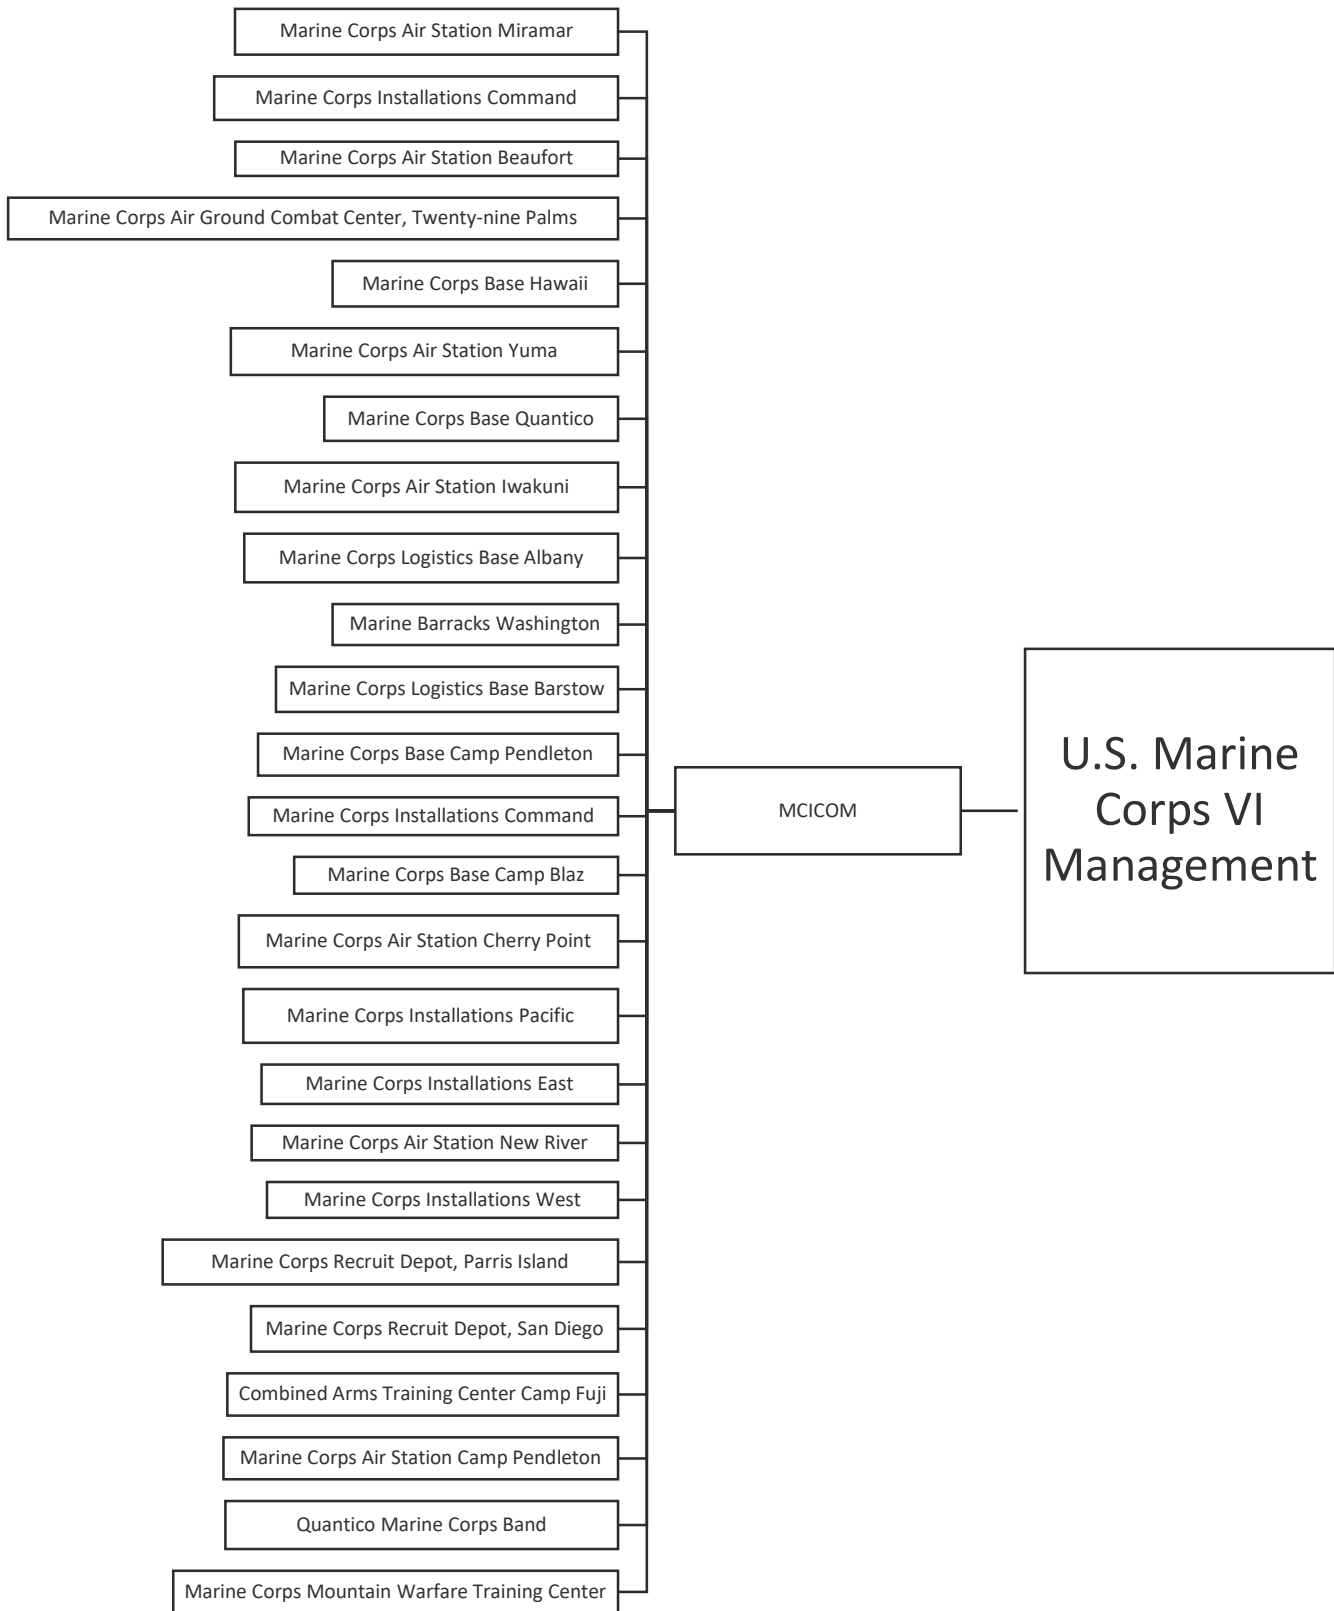 Marine Corps Air Station Miramar
Marine Corps Installations Command
Marine Corps Air Station Beaufort
Marine Corps Air Ground Combat Center, Twenty-nine Palms
Marine Corps Base Hawaii
Marine Corps Air Station Yuma
Marine Corps Base Quantico
Marine Corps Air Station Iwakuni
Marine Corps Logistics Base Albany
Marine Barracks Washington
Marine Corps Logistics Base Barstow
Marine Corps Base Camp Pendleton
Marine Corps Installations Command
Marine Corps Base Camp Blaz
Marine Corps Air Station Cherry Point
Marine Corps Installations Pacific
Marine Corps Installations East
Marine Corps Air Station New River
Marine Corps Installations West
Marine Corps Recruit Depot, Parris Island
Marine Corps Recruit Depot, San Diego
Combined Arms Training Center Camp Fuji
Marine Corps Air Station Camp Pendleton
Quantico Marine Corps Band
Marine Corps Mountain Warfare Training Center
MCICOM
U.S. Marine
Corps VI
Management